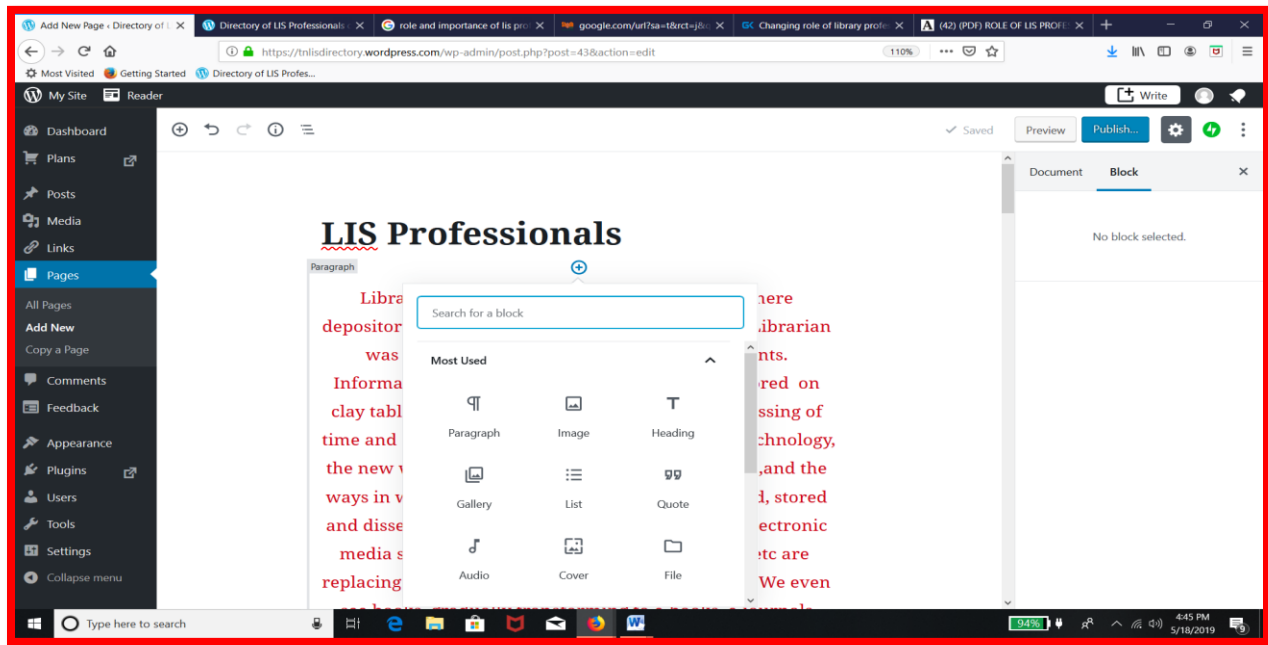 Add New Page ‹ Directory of L
Directory of LIS Professionals
role and importance of lis prof
google.com/url?sa=t&rct=j&
Changing role of library profe
(42) (PDF) ROLE OF LIS PROFE
https://tnlisdirectory.wordpress.com/wp-admin/post.php?post=43&action=edit
110%
Most Visited
Getting Started
Directory of LIS Profes...
My Site
Reader
Write
Dashboard
Plans
Posts
Media
Links
Pages
All Pages
Add New
Copy a Page
Comments
Feedback
Appearance
Plugins
Users
Tools
Settings
Collapse menu
Saved
Preview
Publish...
Document
Block
No block selected.
LIS Professionals
Paragraph
Libra here
depositor Librarian
was nts.
Informa red on
clay tabl ssing of
time and chnology,
the new ,and the
ways in w d, stored
and disse ectronic
media s etc are
replacing We even
Search for a block
Most Used
Paragraph
Image
Heading
Gallery
List
Quote
Audio
Cover
File
Type here to search
94%
4:45 PM
5/18/2019
9